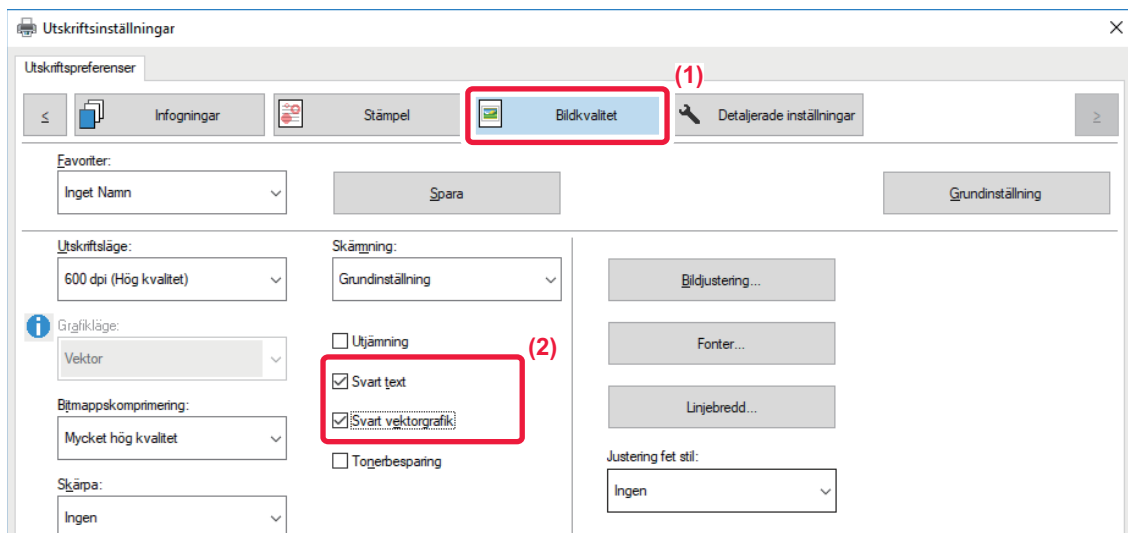 Utskriftsinställningar
Utskriftspreferenser
(1)
<
Infogningar
Stämpel
Bildkvalitet
Detaljerade inställningar
>
Favoriter:
Inget Namn
Spara
Grundinställning
Utskriftsläge:
600 dpi (Hög kvalitet)
Skärmning:
Grundinställning
Bildjustering...
Grafikläge:
Vektor
Utjämning
(2)
Fonter...
Svart text
Svart vektorgrafik
Bitmappskomprimering:
Mycket hög kvalitet
Linjebredd...
Tonerbesparing
Justering fet stil:
Ingen
Skärpa:
Ingen